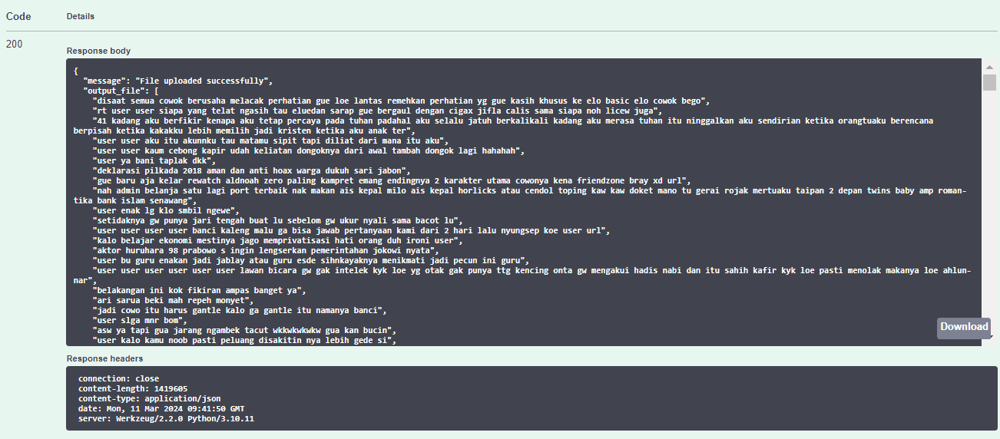 Code Details
200
Response body
{
"message": "File uploaded successfully",
"output_file": [
"disaat semua cowok berusaha melacak perhatian gue loe lantas remehkan perhatian yg gue kasih khusus ke elo basic elo cowok bego",
"rt user user siapa yang telat ngasih tau eluedan sarap gue bergaul dengan cigax jifla calis sama siapa noh licew juga",
"41 kadang aku berfikir kenapa aku tetap percaya pada tuhan padahal aku selalu jatuh berkalikali kadang aku merasa tuhan itu ninggalkan aku sendirian ketika orangtuaku berencana
berpisah ketika kakakku lebih memilih jadi kristen ketika aku anak ter",
"user user aku itu akunnku tau matamu sipit tapi diliat dari mana itu aku",
"user user kaum cebong kapir udah keliatan dongoknya dari awal tambah dongok lagi hahahah",
"user ya bani taplak dkk",
"deklarasi pilkada 2018 aman dan anti hoax warga dukuh sari jabon",
"gue baru aja kelar rewatch aldnoah zero paling kampret emang endingnya 2 karakter utama cowonya kena friendzone bray xd url",
"nah admin belanja satu lagi port terbaik nak makan ais kepal milo ais kepal horlicks atau cendol toping kaw kaw doket mano tu gerai rojak mertuaku taipan 2 depan twins baby amp roman-
tika bank islam senawang",
"user enak lg klo smbil ngewe",
"setidaknya gw punya jari tengah buat lu sebelom gw ukur nyali sama bacot lu",
"user user user user banci kaleng malu ga bisa jawab pertanyaan kami dari 2 hari lalu nyungsep koe user url",
"kalo belajar ekonomi mestinya jago memprivatisasi hati orang duh ironi user",
"aktor huruhara 98 prabowo s ingin lengserkan pemerintahan jokowi nyata",
"user bu guru enakan jadi jablay atau guru esde sihnkayaknya menikmati jadi pecun ini guru",
"user user user user user user lawan bicara gw gak intelek kyk loe yg otak gak punya ttg kencing onta gw mengakui hadis nabi dan itu sahih kafir kyk loe pasti menolak makanya loe ahlun-
nar",
"belakangan ini kok fikiran ampas banget ya",
"ari sarua beki mah repeh monyet",
"jadi cowo itu harus gantle kalo ga gantle itu namanya banci",
"user slga mnr bom",
"asw ya tapi gua jarang ngambek tacut wkkwkwkwkw gua kan bucin",
"user kalo kamu noob pasti peluang disakitin nya lebih gede si",
Download
Response headers
connection: close
content-length: 1419605
content-type: application/json
date: Mon, 11 Mar 2024 09:41:50 GMT
server: Werkzeug/2.2.0 Python/3.10.11